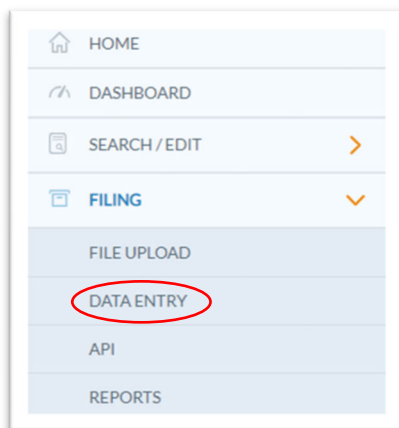 HOME
DASHBOARD
SEARCH / EDIT
FILING
FILE UPLOAD
DATA ENTRY
API
REPORTS